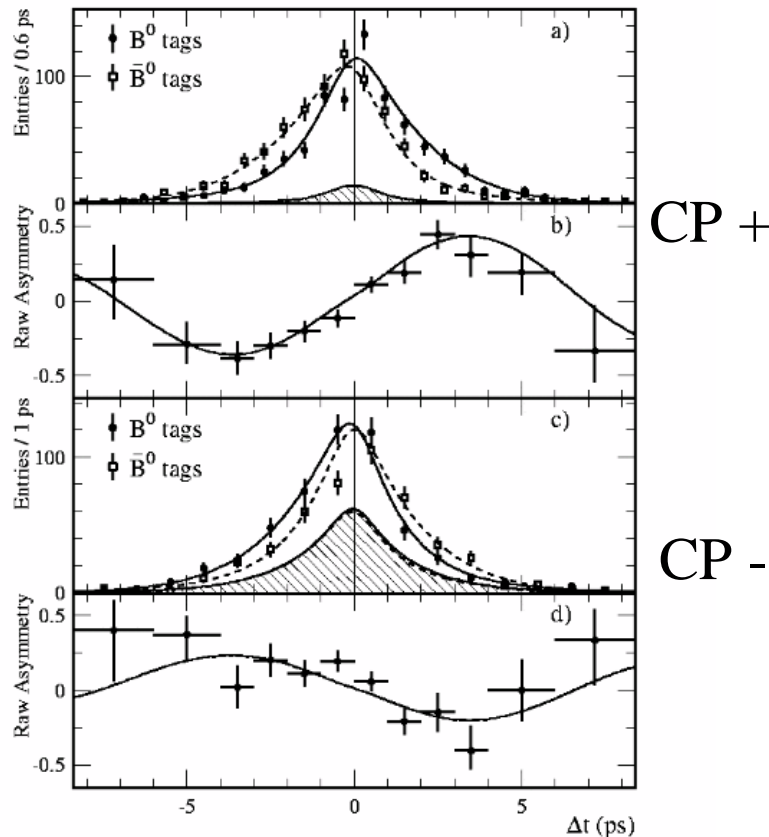 Entries / 0.6 ps
100
0
B⁰ tags
B̄⁰ tags
a)
Raw Asymmetry
0.5
0
-0.5
b)
CP +
Entries / 1 ps
100
0
B⁰ tags
B̄⁰ tags
c)
CP -
Raw Asymmetry
0.5
0
-0.5
d)
-5 0 5
Δt (ps)